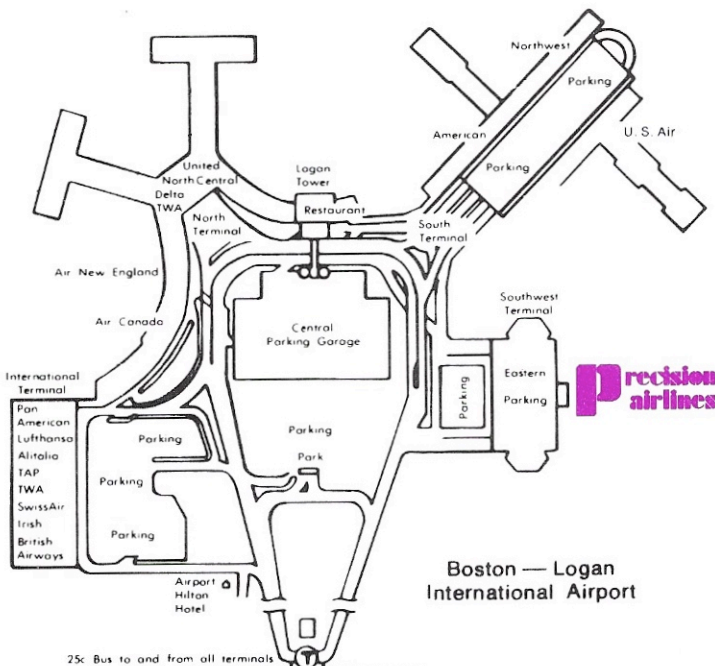 Northwest
Parking
American
U.S. Air
Parking
United
North Central
Delta
TWA
Logan
Tower
Restaurant
North
Terminal
South
Terminal
Air New England
Air Canada
Southwest
Terminal
Central
Parking Garage
Eastern
Parking
Parking
Precision
airlines
International
Terminal
Pan
American
Lufthansa
Alitalia
TAP
TWA
SwissAir
Irish
British
Airways
Parking
Parking
Parking
Parking
Park
Airport
Hilton
Hotel
Boston — Logan
International Airport
25c Bus to and from all terminals
T